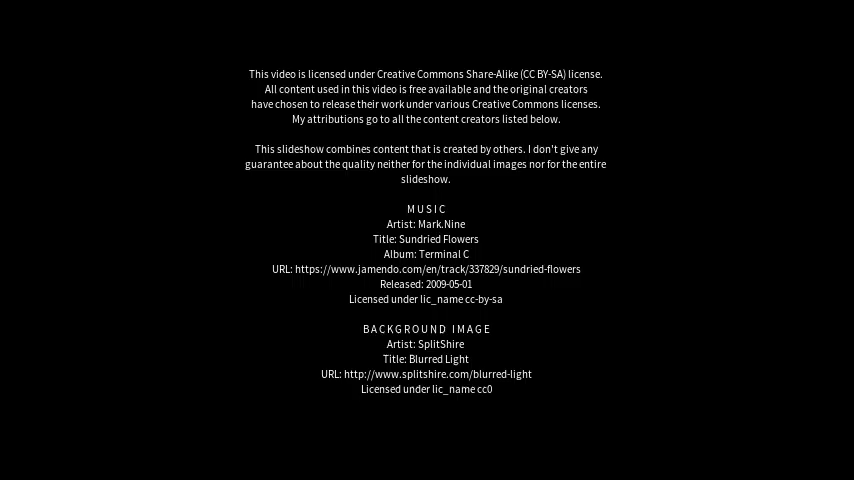 This video is licensed under Creative Commons Share-Alike (CC BY-SA) license.
All content used in this video is free available and the original creators
have chosen to release their work under various Creative Commons licenses.
My attributions go to all the content creators listed below.
This slideshow combines content that is created by others. I don't give any
guarantee about the quality neither for the individual images nor for the entire
slideshow.
MUSIC
Artist: Mark.Nine
Title: Sundried Flowers
Album: Terminal C
URL: https://www.jamendo.com/en/track/337829/sundried-flowers
Released: 2009-05-01
Licensed under lic_name cc-by-sa
BACKGROUND IMAGE
Artist: SplitShire
Title: Blurred Light
URL: http://www.splitshire.com/blurred-light
Licensed under lic_name cc0